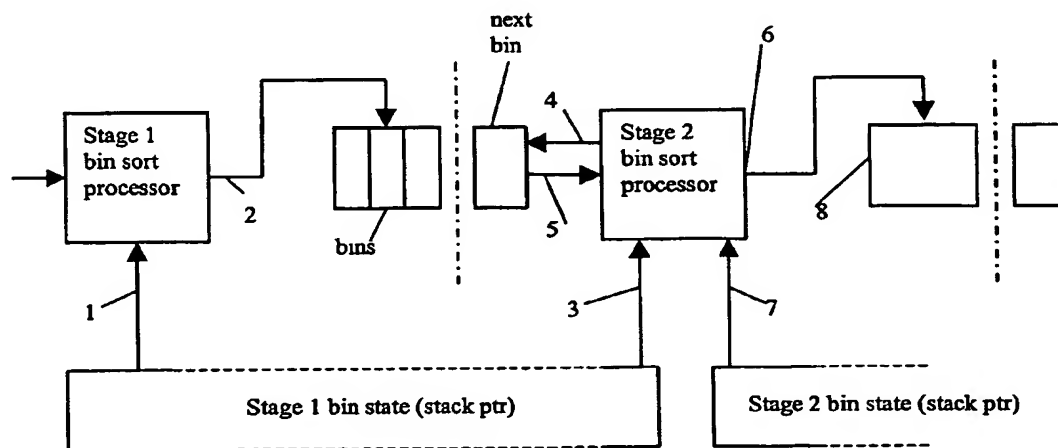 next
bin
6
4
Stage 1
bin sort
processor
Stage 2
bin sort
processor
2
5
8
bins
1
3
7
Stage 1 bin state (stack ptr)
Stage 2 bin state (stack ptr)